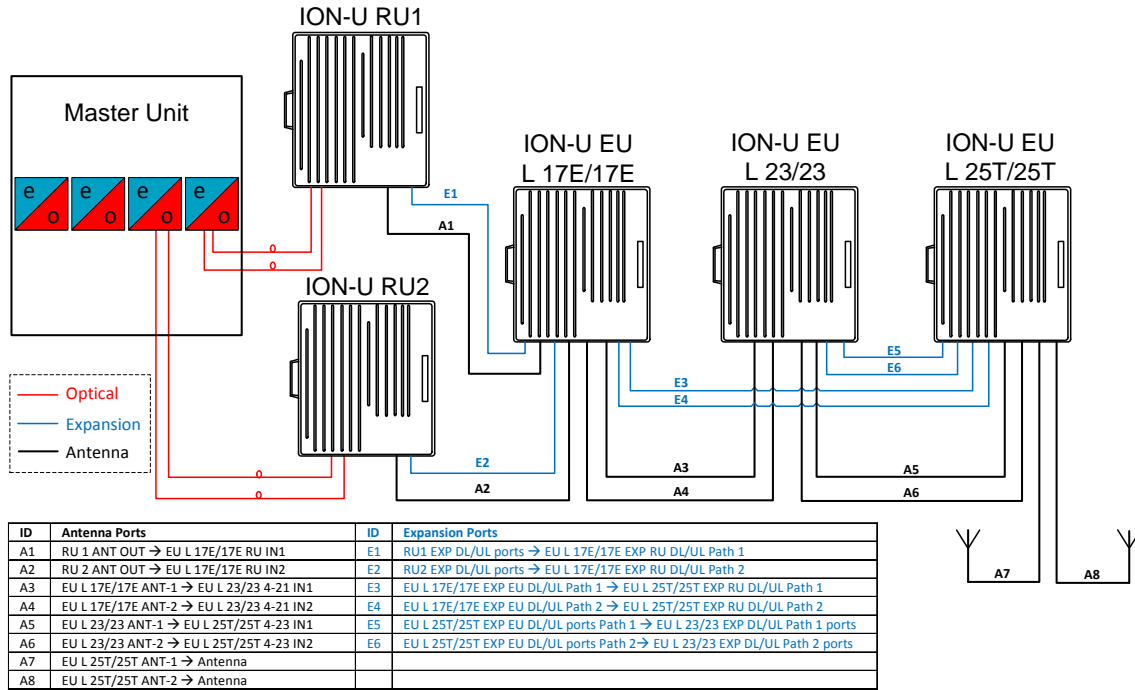 ION-U RU1
Master Unit
ION-U EU
L 17E/17E
ION-U EU
L 23/23
ION-U EU
L 25T/25T
e
o
e
o
e
o
e
o
E1
A1
ION-U RU2
E5
E6
E3
E4
Optical
Expansion
Antenna
E2
A2
A3
A4
A5
A6
A7
A8
ID Antenna Ports ID Expansion Ports
A1 RU 1 ANT OUT → EU L 17E/17E RU IN1 E1 RU1 EXP DL/UL ports → EU L 17E/17E EXP RU DL/UL Path 1
A2 RU 2 ANT OUT → EU L 17E/17E RU IN2 E2 RU2 EXP DL/UL ports → EU L 17E/17E EXP RU DL/UL Path 2
A3 EU L 17E/17E ANT-1 → EU L 23/23 4-21 IN1 E3 EU L 17E/17E EXP EU DL/UL Path 1 → EU L 25T/25T EXP RU DL/UL Path 1
A4 EU L 17E/17E ANT-2 → EU L 23/23 4-21 IN2 E4 EU L 17E/17E EXP EU DL/UL Path 2 → EU L 25T/25T EXP RU DL/UL Path 2
A5 EU L 23/23 ANT-1 → EU L 25T/25T 4-23 IN1 E5 EU L 25T/25T EXP EU DL/UL ports Path 1 → EU L 23/23 EXP DL/UL Path 1 ports
A6 EU L 23/23 ANT-2 → EU L 25T/25T 4-23 IN2 E6 EU L 25T/25T EXP EU DL/UL ports Path 2→ EU L 23/23 EXP DL/UL Path 2 ports
A7 EU L 25T/25T ANT-1 → Antenna
A8 EU L 25T/25T ANT-2 → Antenna